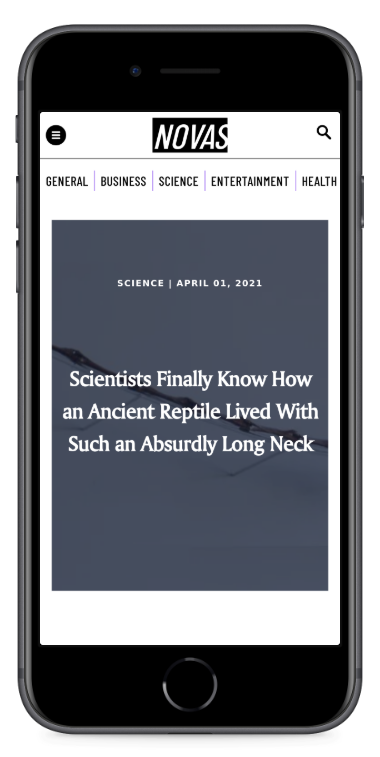 NOVAS
GENERAL BUSINESS SCIENCE ENTERTAINMENT HEALTH
SCIENCE | APRIL 01, 2021
Scientists Finally Know How
an Ancient Reptile Lived With
Such an Absurdly Long Neck